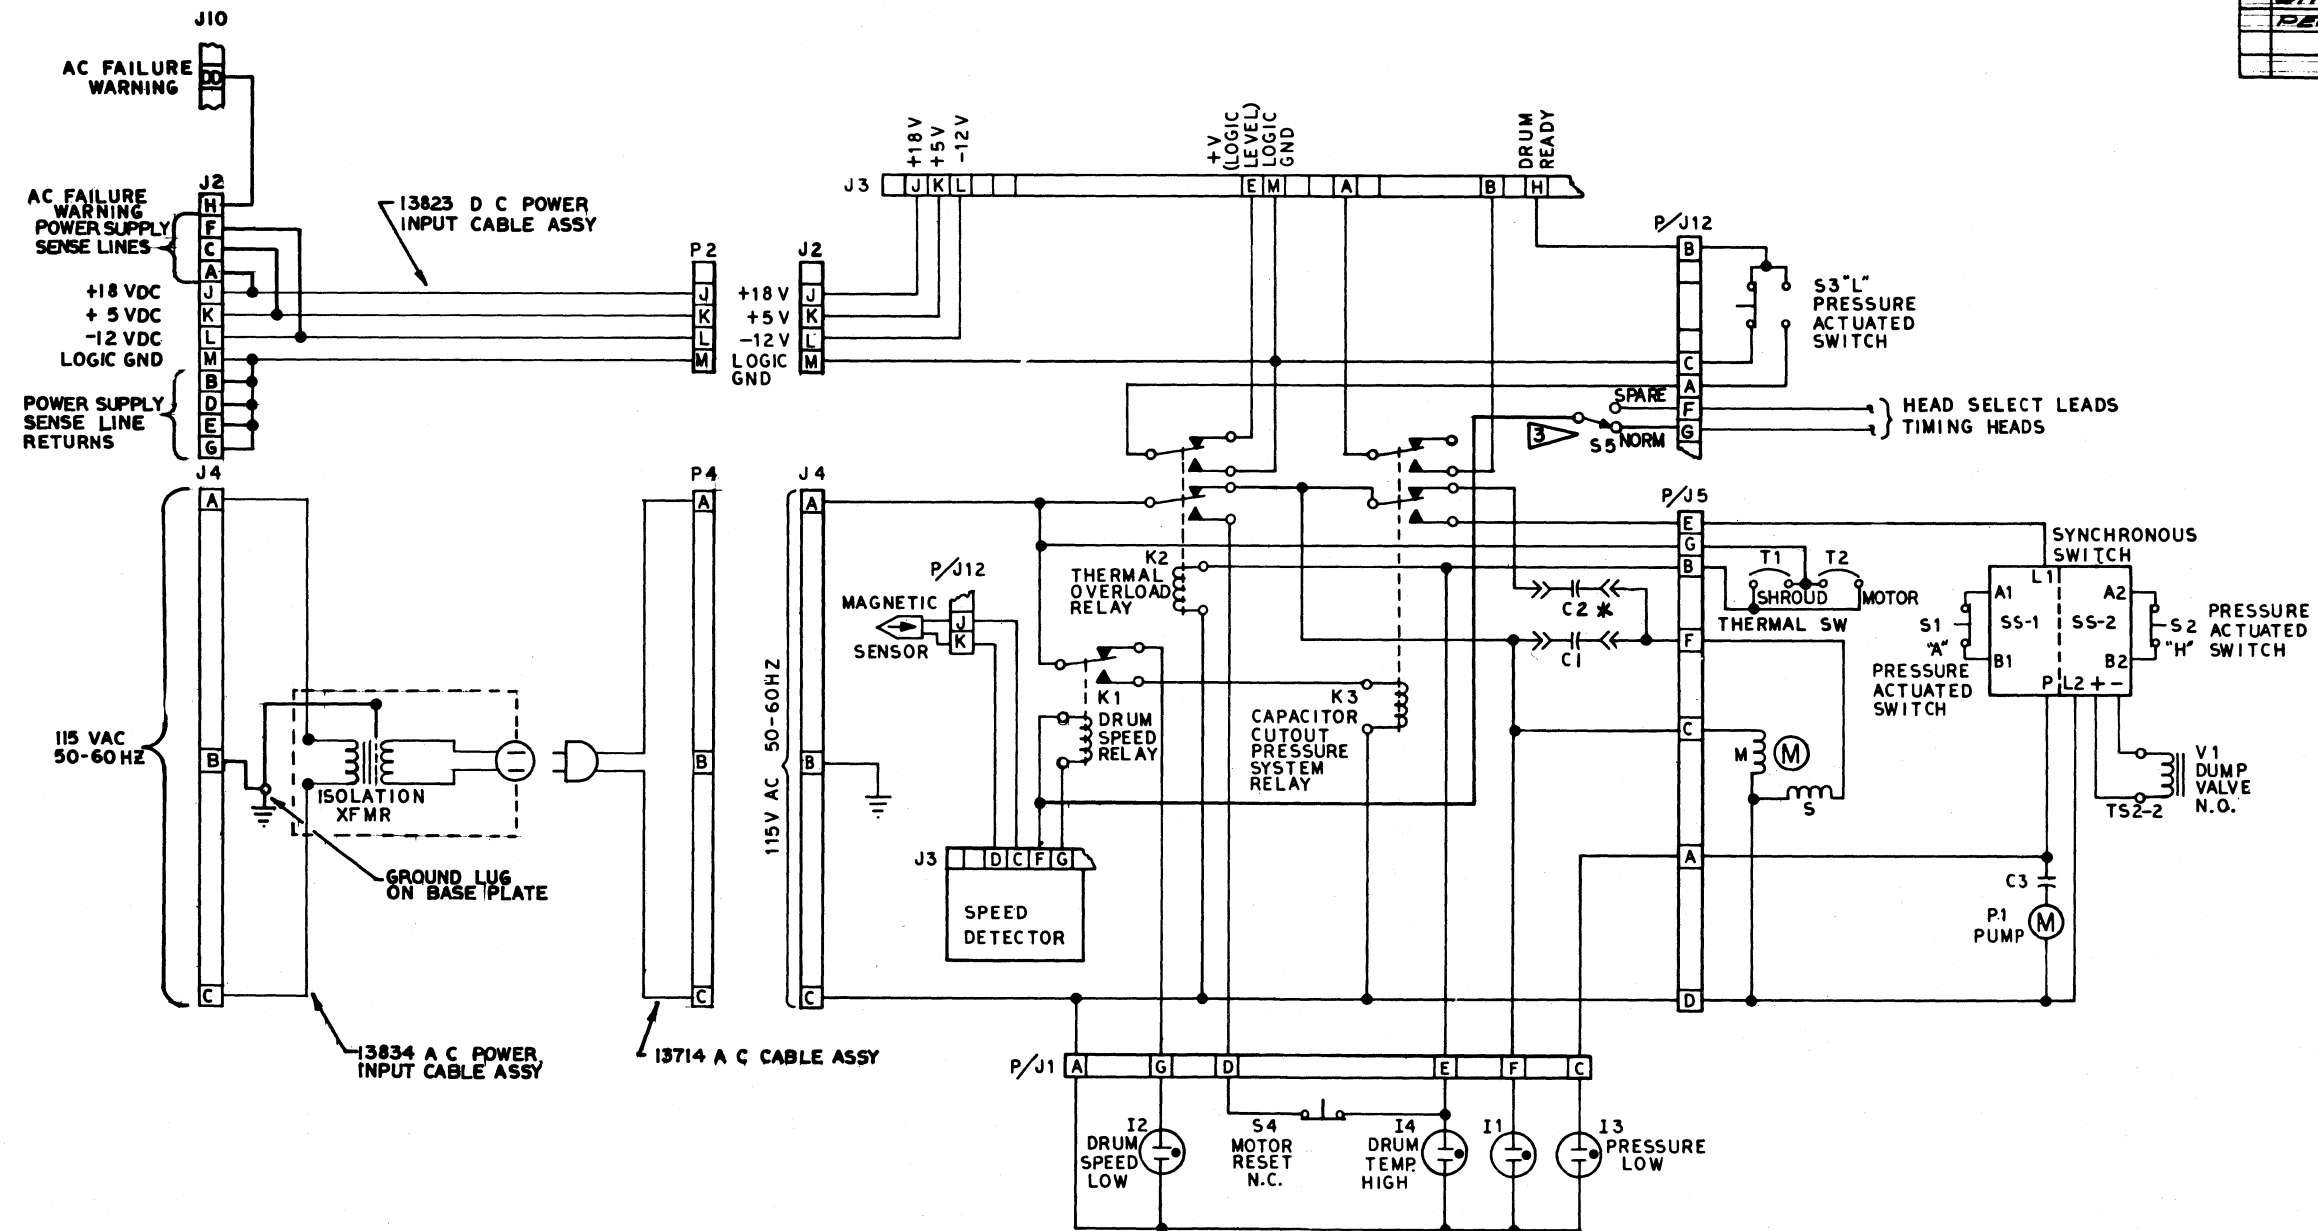 J10
AC FAILURE
WARNING
DD
J2
AC FAILURE
WARNING
POWER SUPPLY
SENSE LINES
H
F
C
A
J
K
L
M
B
D
E
G
+18 VDC
+ 5 VDC
-12 VDC
LOGIC GND
POWER SUPPLY
SENSE LINE
RETURNS
13823 D C POWER
INPUT CABLE ASSY
P2
J
K
L
M
J2
+18 V
+5 V
-12 V
LOGIC
GND
J
K
L
M
J3
+18 V
+5 V
-12 V
+V
(LOGIC
LEVEL)
LOGIC
GND
DRUM
READY
J
K
L
E
M
A
B
H
P/J12
B
C
A
F
G
S3 "L"
PRESSURE
ACTUATED
SWITCH
SPARE
S5 NORM
3
HEAD SELECT LEADS
TIMING HEADS
J4
A
B
C
115 VAC
50-60 HZ
ISOLATION
XFMR
GROUND LUG
ON BASE PLATE
13834 A C POWER
INPUT CABLE ASSY
P4
A
B
C
13714 A C CABLE ASSY
J4
A
B
C
115V AC 50-60HZ
P/J12
MAGNETIC
SENSOR
J
K
K2
THERMAL
OVERLOAD
RELAY
K1
DRUM
SPEED
RELAY
K3
CAPACITOR
CUTOUT
PRESSURE
SYSTEM
RELAY
C2 *
C1
J3
D
C
F
G
SPEED
DETECTOR
P/J5
E
G
B
F
C
A
D
T1
T2
SHROUD
MOTOR
THERMAL SW
M
M
S
SYNCHRONOUS
SWITCH
L1
A1
A2
SS-1
SS-2
B1
B2
P
L2
+
-
S1
"A"
PRESSURE
ACTUATED
SWITCH
S2
"H"
PRESSURE
ACTUATED
SWITCH
V1
DUMP
VALVE
N.O.
TS2-2
C3
P1
PUMP
M
P/J1
A
G
D
E
F
C
I2
DRUM
SPEED
LOW
S4
MOTOR
RESET
N.C.
I4
DRUM
TEMP.
HIGH
I1
I3
PRESSURE
LOW